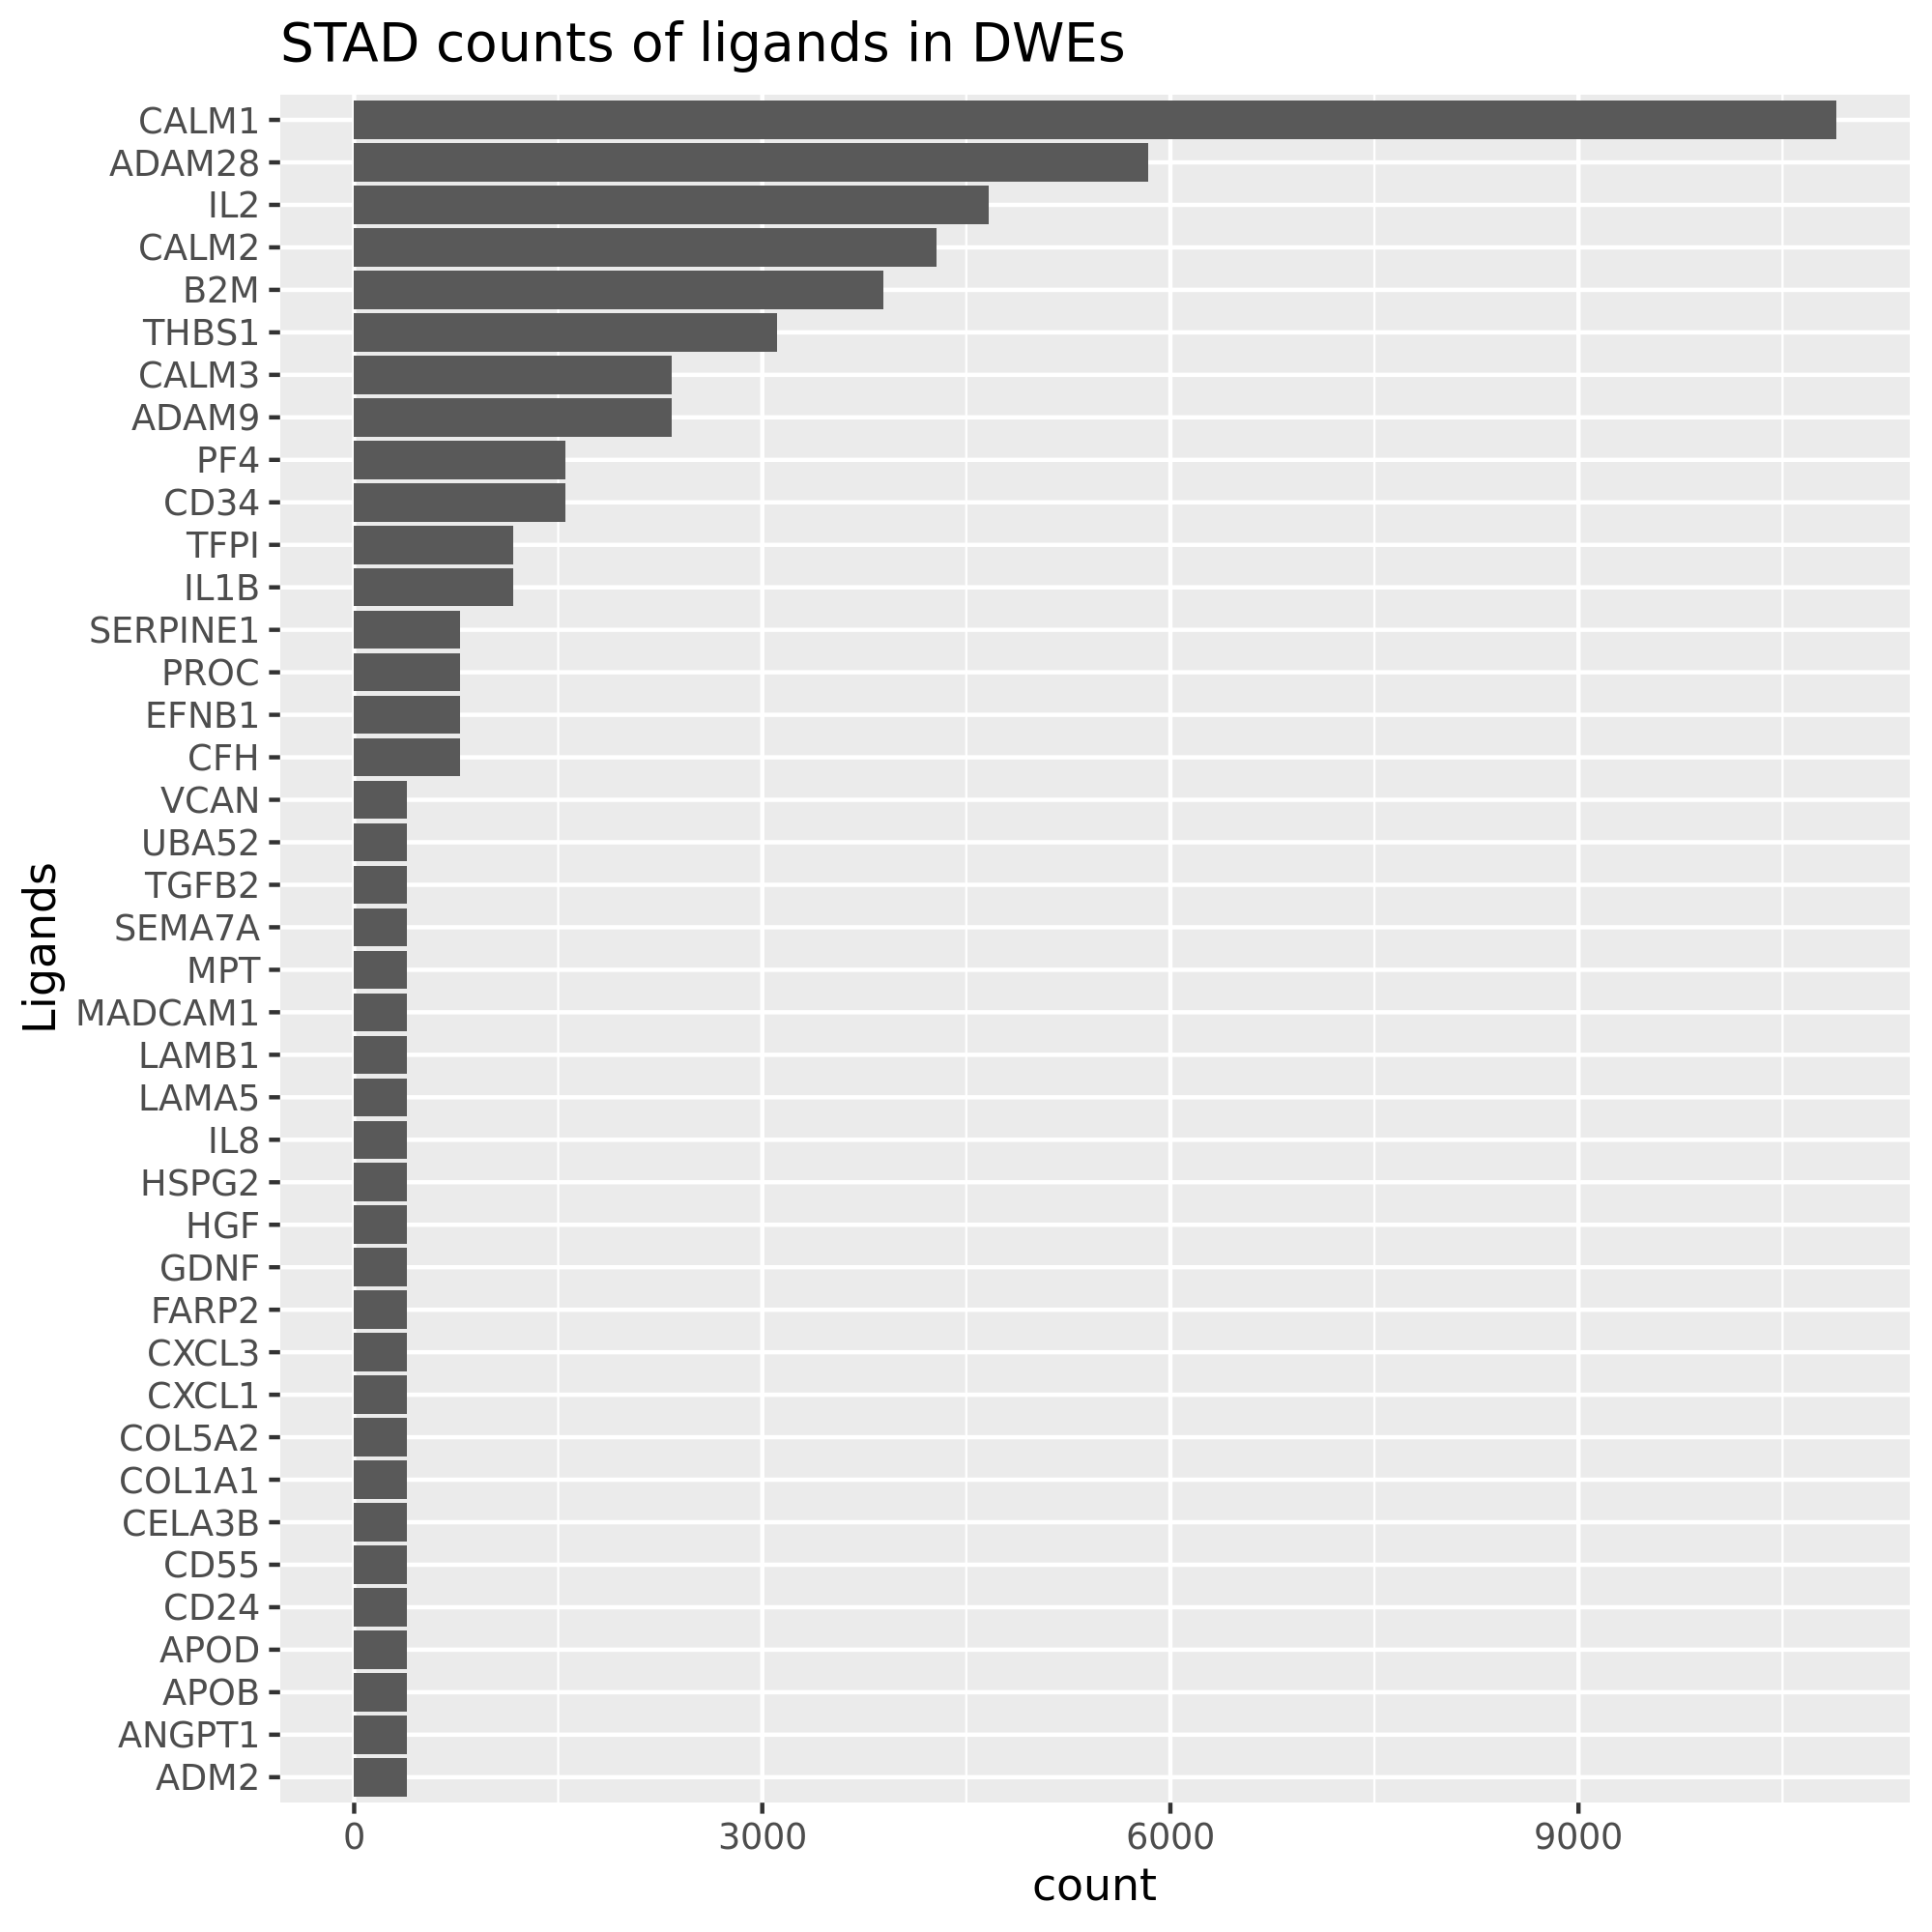 STAD counts of ligands in DWEs
CALM1
ADAM28
IL2
CALM2
B2M
THBS1
CALM3
ADAM9
PF4
CD34
TFPI
IL1B
SERPINE1
PROC
EFNB1
CFH
VCAN
UBA52
TGFB2
SEMA7A
MPT
MADCAM1
LAMB1
LAMA5
IL8
HSPG2
HGF
GDNF
FARP2
CXCL3
CXCL1
COL5A2
COL1A1
CELA3B
CD55
CD24
APOD
APOB
ANGPT1
ADM2
Ligands
0 3000 6000 9000
count